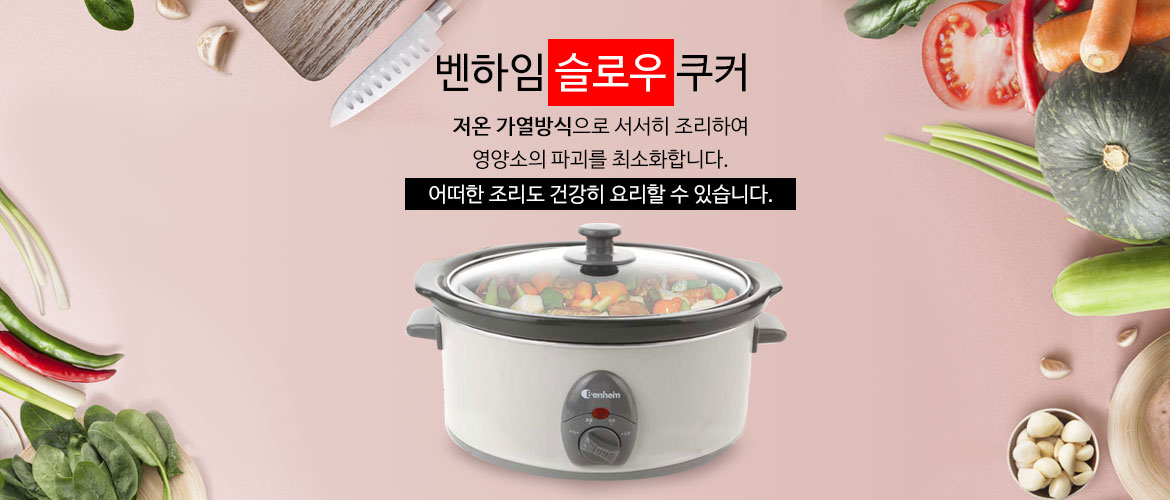 벤하임 슬로우 쿠커
저온 가열방식으로 서서히 조리하여
영양소의 파괴를 최소화합니다.
어떠한 조리도 건강히 요리할 수 있습니다.
Benheim